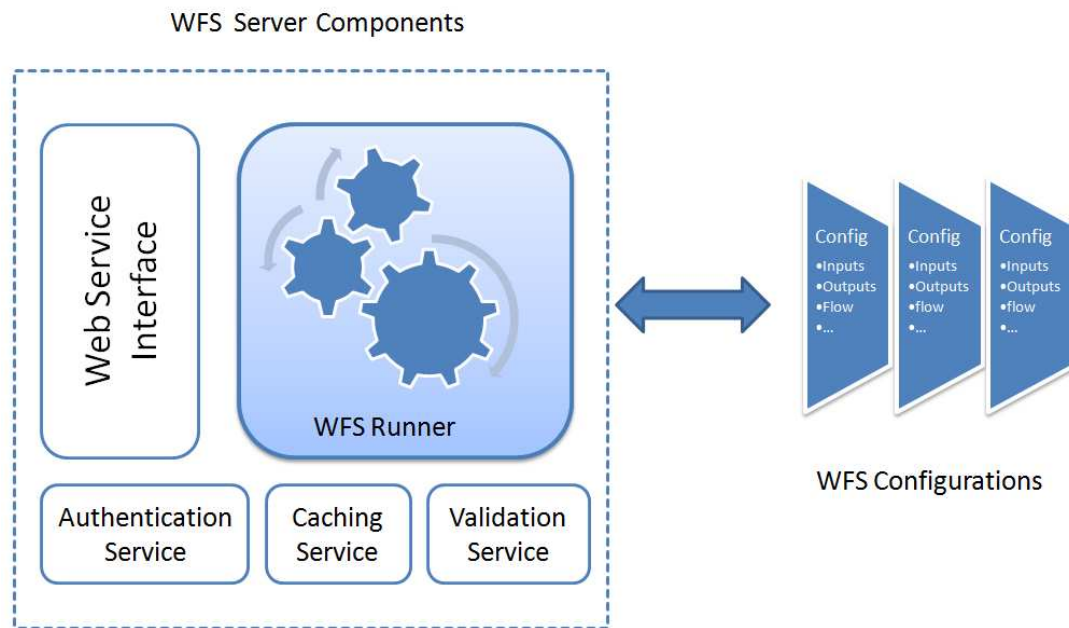 WFS Server Components
Web Service
Interface
WFS Runner
Authentication
Service
Caching
Service
Validation
Service
Config
•Inputs
•Outputs
•Flow
•...
Config
•Inputs
•Outputs
•flow
•...
Config
•Inputs
•Outputs
•flow
•...
WFS Configurations